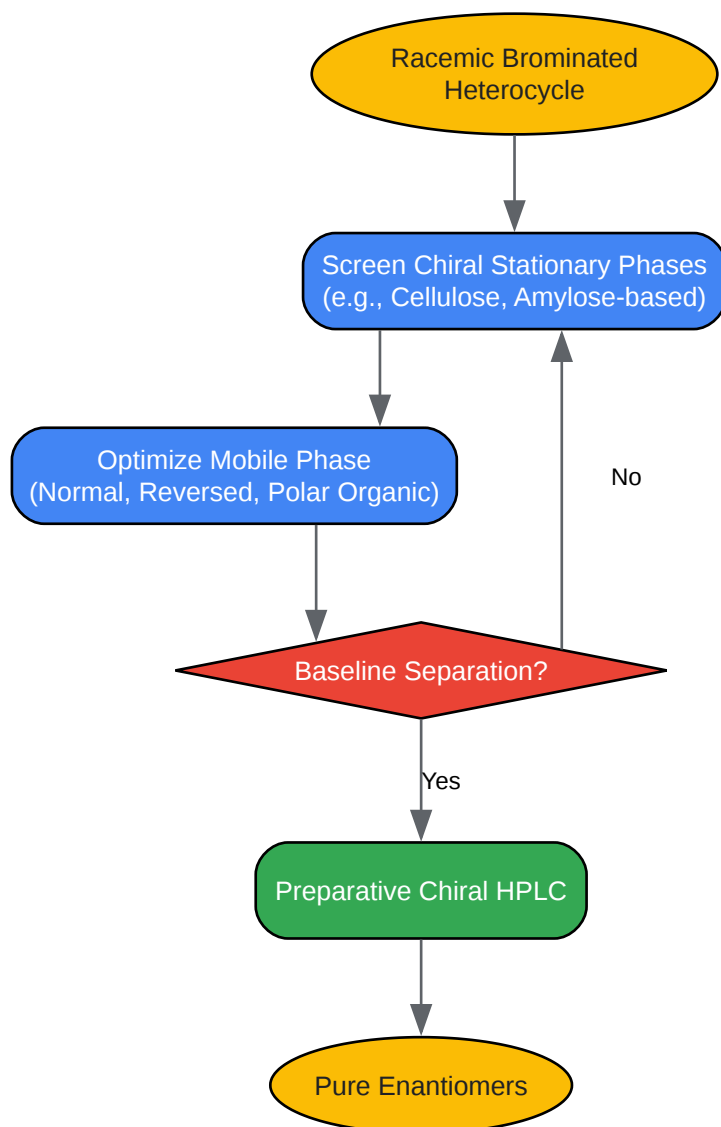 Racemic Brominated
Heterocycle
Screen Chiral Stationary Phases
(e.g., Cellulose, Amylose-based)
Optimize Mobile Phase
(Normal, Reversed, Polar Organic)
No
Baseline Separation?
Yes
Preparative Chiral HPLC
Pure Enantiomers